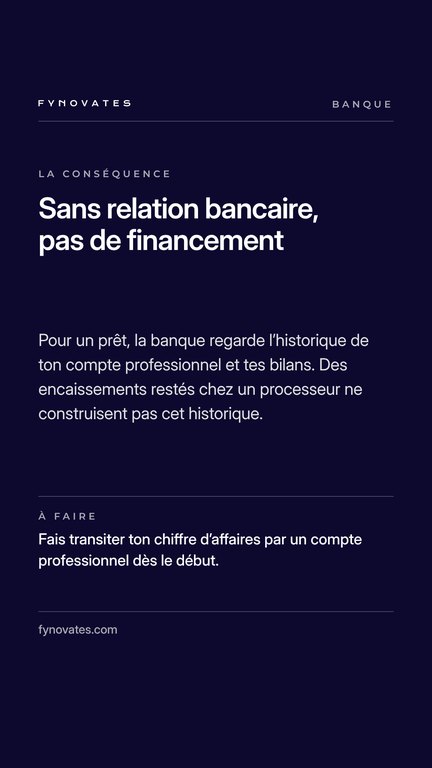 FYNOVATES
BANQUE
LA CONSÉQUENCE
Sans relation bancaire,
pas de financement
Pour un prêt, la banque regarde l’historique de
ton compte professionnel et tes bilans. Des
encaissements restés chez un processeur ne
construisent pas cet historique.
À FAIRE
Fais transiter ton chiffre d’affaires par un compte
professionnel dès le début.
fynovates.com